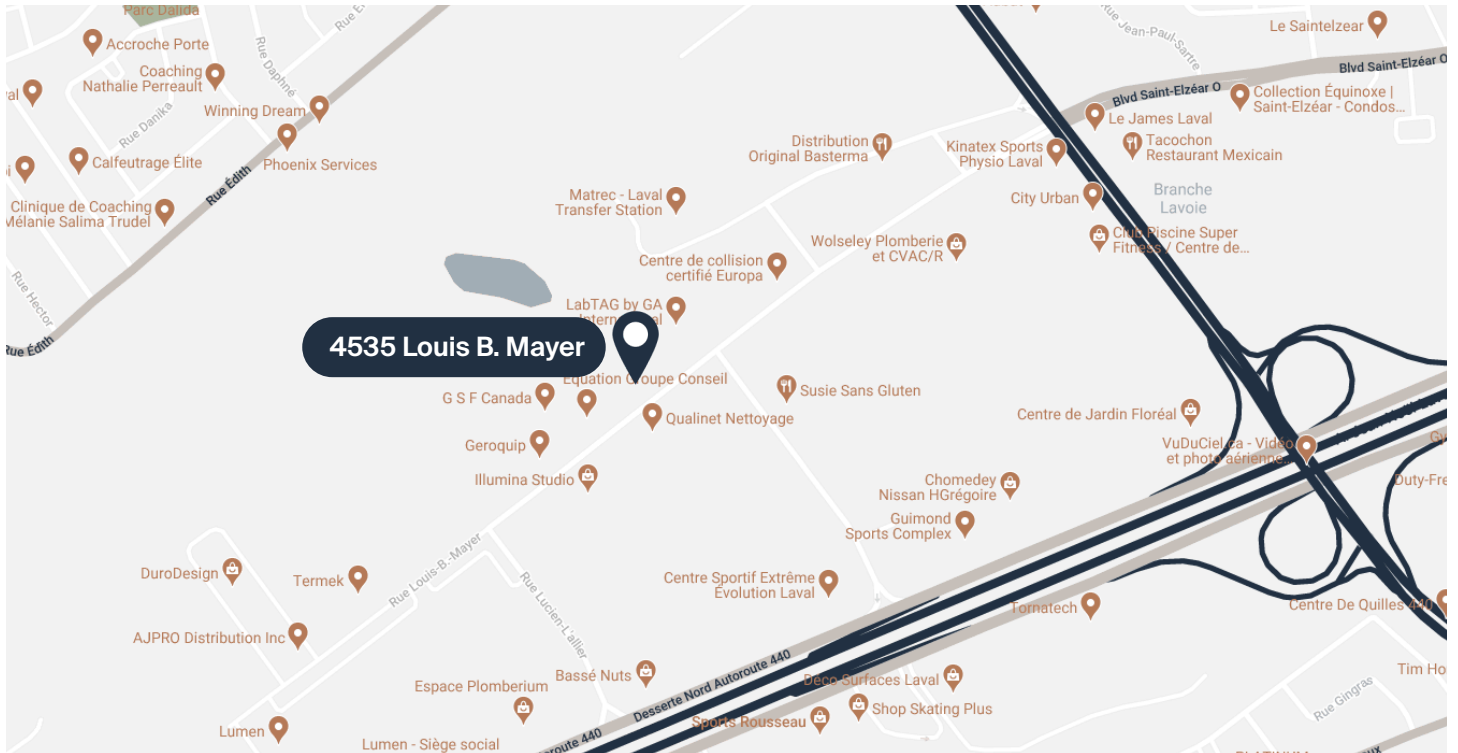 Parc Dalida
Accroche Porte
Coaching
Nathalie Perreault
Rue Daphné
Winning Dream
Rue Danika
Phoenix Services
Calfeutrage Élite
Rue Édith
Clinique de Coaching
Mélanie Salima Trudel
Rue Hector
Rue Édith
Rue Jean-Paul-Sartre
Le Saintelzear
Blvd Saint-Elzéar O
Blvd Saint-Elzéar O
Collection Équinoxe |
Saint-Elzéar - Condos...
Le James Laval
Tacochon
Restaurant Mexicain
Distribution
Original Basterma
Kinatex Sports
Physio Laval
Branche
Lavoie
City Urban
Club Piscine Super
Fitness / Centre de...
Matrec - Laval
Transfer Station
Wolseley Plomberie
et CVAC/R
Centre de collision
certifié Europa
LabTAG by GA
4535 Louis B. Mayer
Equation Groupe Conseil
G S F Canada
Qualinet Nettoyage
Susie Sans Gluten
Geroquip
Illumina Studio
Centre de Jardin Floréal
VuDuCiel.ca - Vidéo
et photo aérienne...
Duty-Fre
Chomedey
Nissan HGrégoire
Guimond
Sports Complex
DuroDesign
Termek
Rue Louis-B.-Mayer
Rue Lucien-L'allier
Centre Sportif Extrême
Évolution Laval
Tornatech
Centre De Quilles 440
AJPRO Distribution Inc
Bassé Nuts
Desserte Nord Autoroute 440
Déco Surfaces Laval
Tim Ho
Espace Plomberium
Shop Skating Plus
Rue Gingras
Sports Rousseau
Lumen
Lumen - Siège social
oute 440